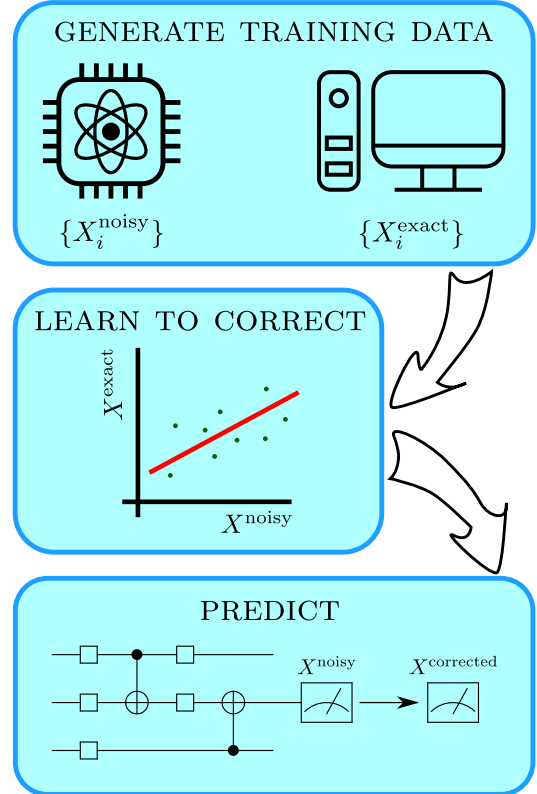 GENERATE TRAINING DATA
{X_i^noisy} {X_i^exact}
LEARN TO CORRECT
X^exact
X^noisy
PREDICT
X^noisy X^corrected